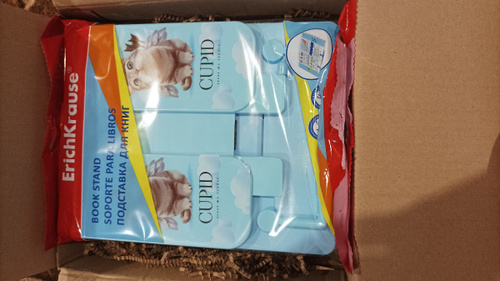 ErichKrause®
BOOK STAND
SOPORTE PARA LIBROS
ПОДСТАВКА ДЛЯ КНИГ
CUPID
CUPID